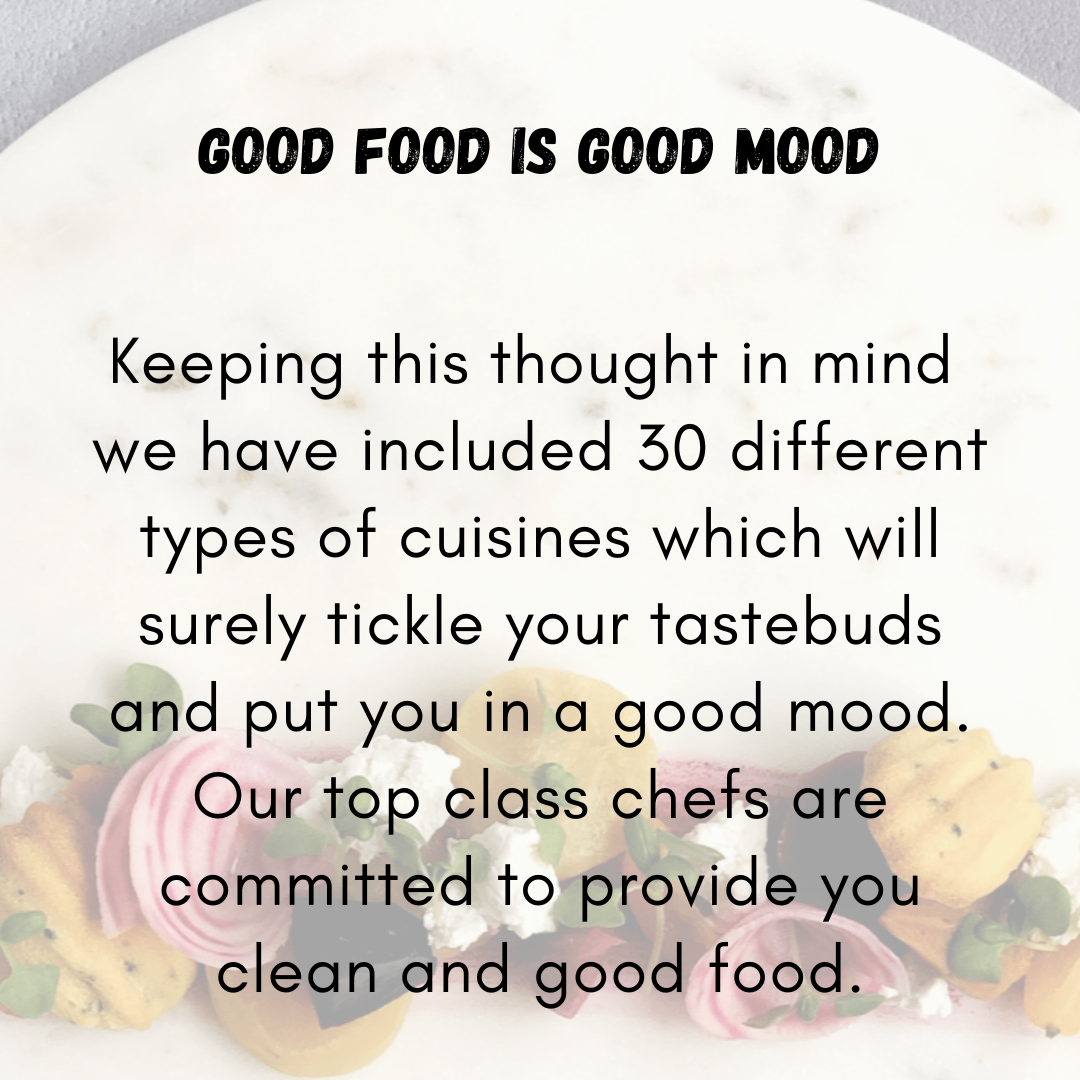 GOOD FOOD IS GOOD MOOD
Keeping this thought in mind
we have included 30 different
types of cuisines which will
surely tickle your tastebuds
and put you in a good mood.
Our top class chefs are
committed to provide you
clean and good food.